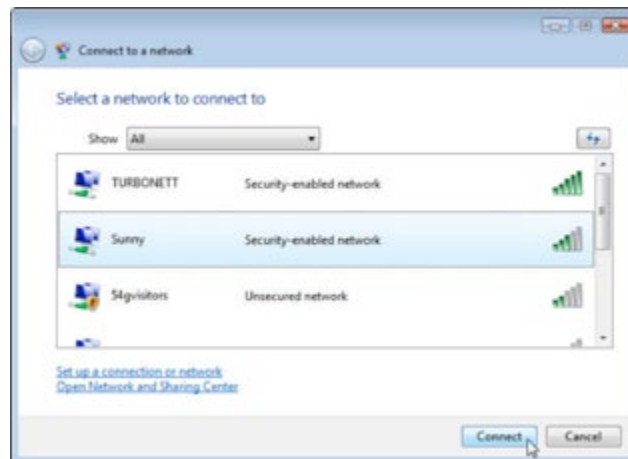 Connect to a network
Select a network to connect to
Show All
TURBONETT Security-enabled network
Sunny Security-enabled network
54gvisitors Unsecured network
Set up a connection or network
Open Network and Sharing Center
Connect Cancel